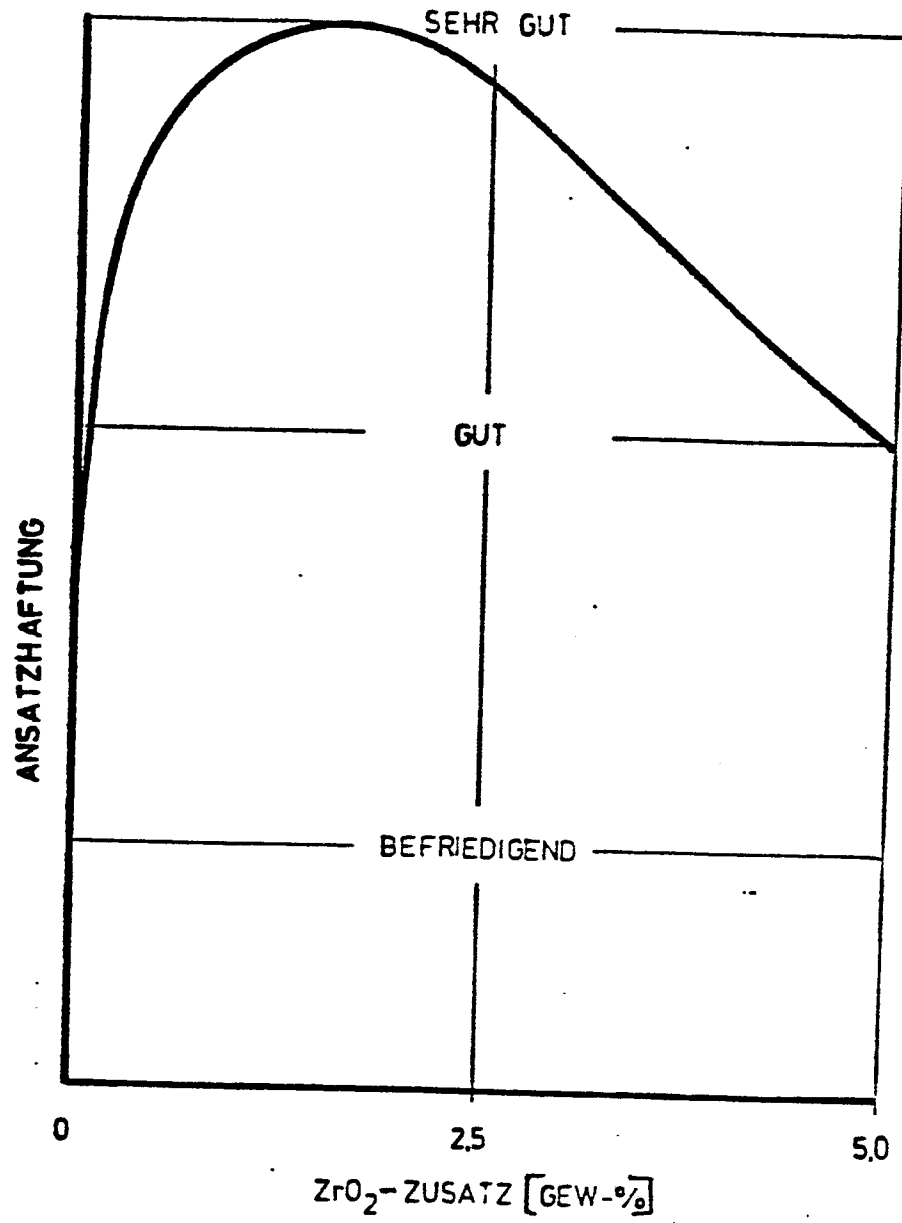 SEHR GUT
GUT
ANSATZHAFTUNG
BEFRIEDIGEND
0
2,5
5,0
ZrO₂-ZUSATZ [GEW-%]